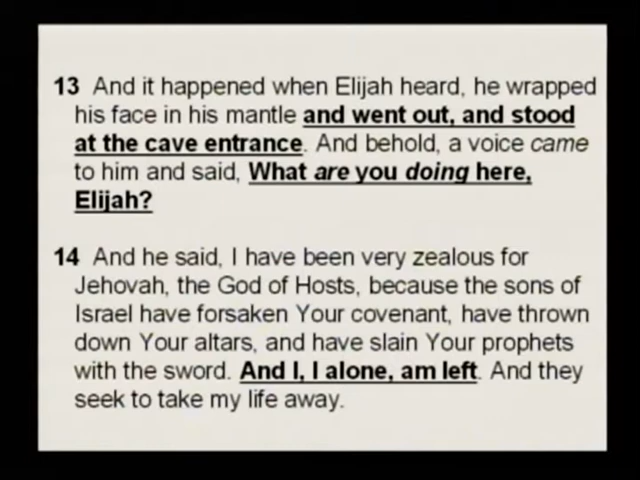 13 And it happened when Elijah heard, he wrapped
his face in his mantle and went out, and stood
at the cave entrance. And behold, a voice came
to him and said, What are you doing here,
Elijah?
14 And he said, I have been very zealous for
Jehovah, the God of Hosts, because the sons of
Israel have forsaken Your covenant, have thrown
down Your altars, and have slain Your prophets
with the sword. And I, I alone, am left. And they
seek to take my life away.